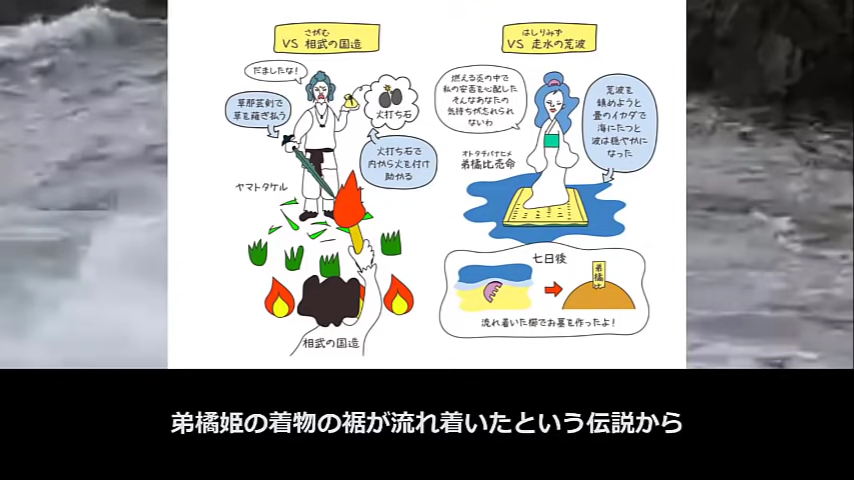 さがむ
VS 相武の国造
だましたな!
草那芸剣で
草を薙ぎ払う
火打ち石
火打ち石で
内から火を付け
助かる
ヤマトタケル
相武の国造
はしりみず
VS 走水の荒波
燃える炎の中で
私の安否を心配した
そんなあなたの
気持ちが忘れられ
ないわ
オトタチバナヒメ
弟橘比売命
荒波を
鎮めようと
畳のイカダで
海にたつと
波は穏やかに
なった
七日後
弟橘比
流れ着いた櫛でお墓を作ったよ!
弟橘姫の着物の裾が流れ着いたという伝説から